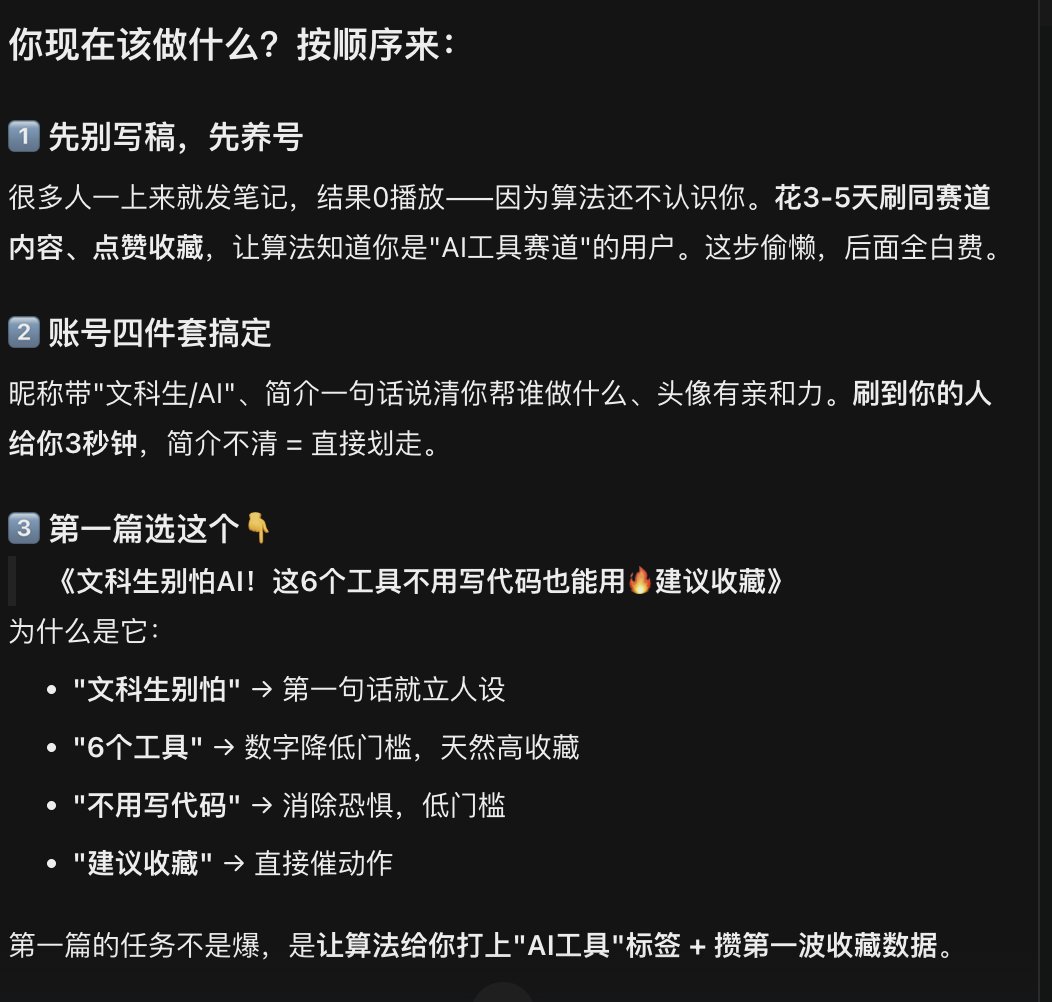 你现在该做什么？按顺序来：
1️⃣ 先别写稿，先养号
很多人一上来就发笔记，结果0播放——因为算法还不认识你。花3-5天刷同赛道
内容、点赞收藏，让算法知道你是"AI工具赛道"的用户。这步偷懒，后面全白费。
2️⃣ 账号四件套搞定
昵称带"文科生/AI"、简介一句话说清你帮谁做什么、头像有亲和力。刷到你的人
给你3秒钟，简介不清 = 直接划走。
3️⃣ 第一篇选这个👇
《文科生别怕AI！这6个工具不用写代码也能用🔥建议收藏》
为什么是它：
• "文科生别怕" → 第一句话就立人设
• "6个工具" → 数字降低门槛，天然高收藏
• "不用写代码" → 消除恐惧，低门槛
• "建议收藏" → 直接催动作
第一篇的任务不是爆，是让算法给你打上"AI工具"标签 + 攒第一波收藏数据。